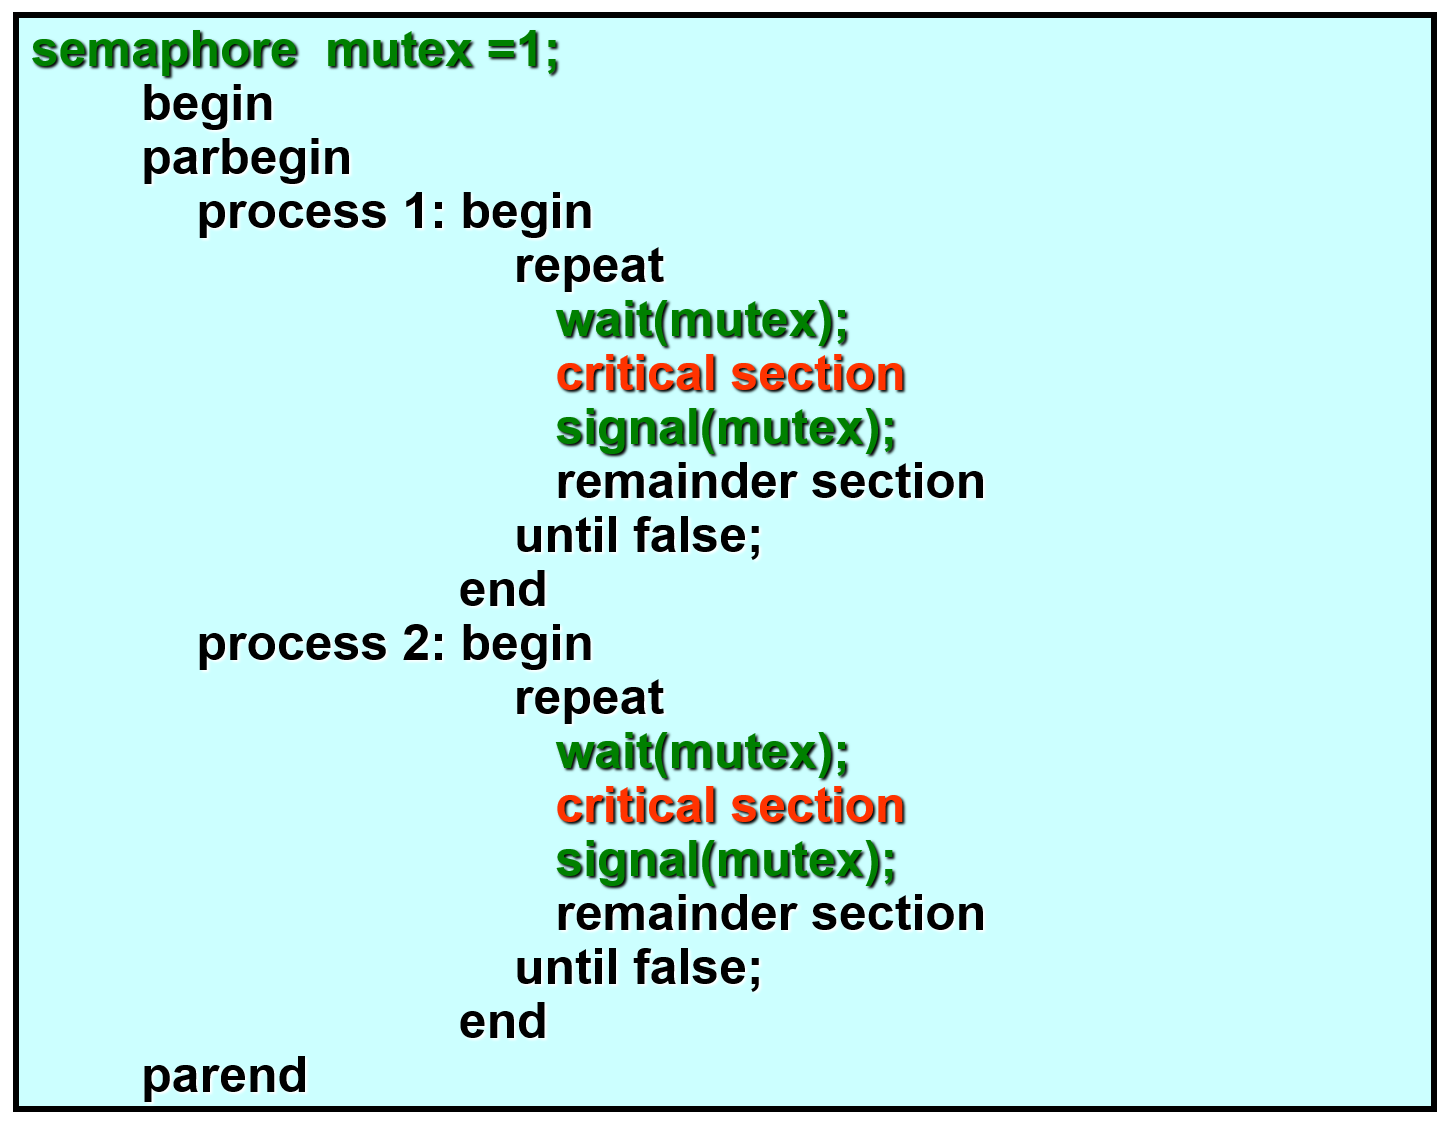 semaphore mutex =1;
begin
parbegin
process 1: begin
repeat
wait(mutex);
critical section
signal(mutex);
remainder section
until false;
end
process 2: begin
repeat
wait(mutex);
critical section
signal(mutex);
remainder section
until false;
end
parend